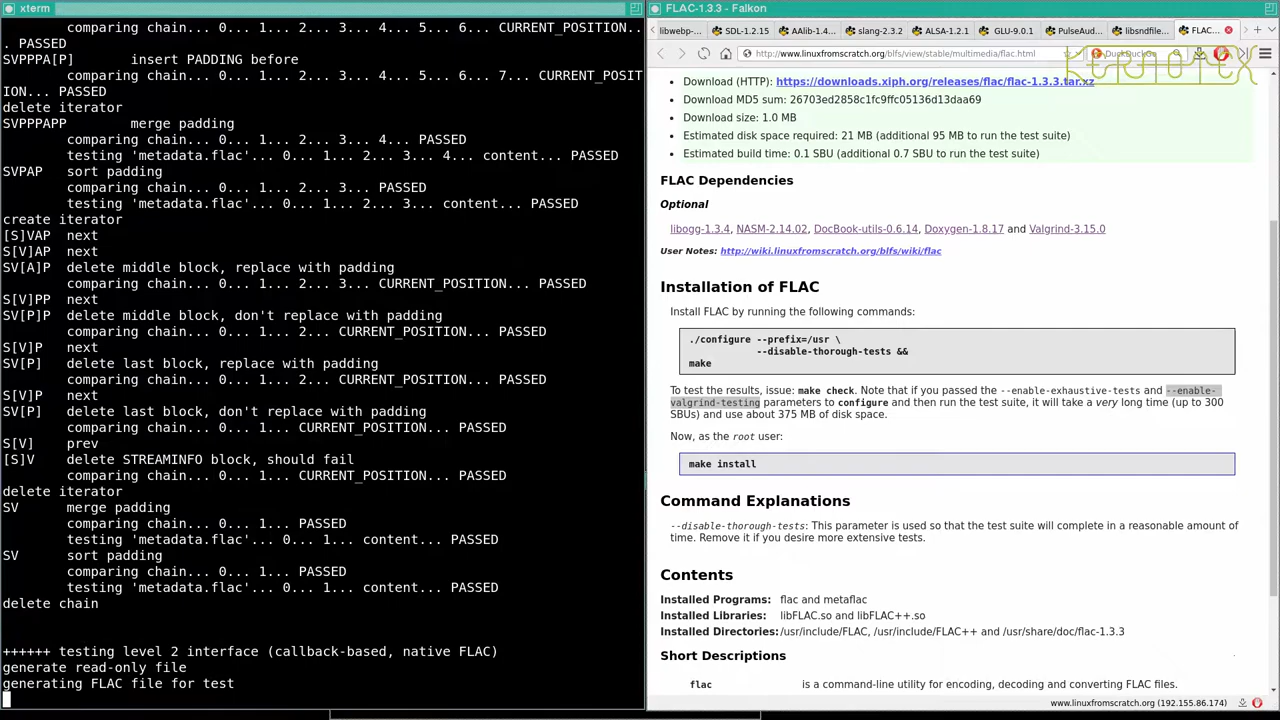 xterm
comparing chain... 0... 1... 2... 3... 4... 5... 6... CURRENT_POSITION..
. PASSED
SVPPPA[P] insert PADDING before
comparing chain... 0... 1... 2... 3... 4... 5... 6... 7... CURRENT_POSIT
ION... PASSED
delete iterator
SVPPPAPP merge padding
comparing chain... 0... 1... 2... 3... 4... PASSED
testing 'metadata.flac'... 0... 1... 2... 3... 4... content... PASSED
SVPAP sort padding
comparing chain... 0... 1... 2... 3... PASSED
testing 'metadata.flac'... 0... 1... 2... 3... content... PASSED
create iterator
[S]VAP next
S[V]AP next
SV[A]P delete middle block, replace with padding
comparing chain... 0... 1... 2... 3... CURRENT_POSITION... PASSED
S[V]PP next
SV[P]P delete middle block, don't replace with padding
comparing chain... 0... 1... 2... CURRENT_POSITION... PASSED
S[V]P next
SV[P] delete last block, replace with padding
comparing chain... 0... 1... 2... CURRENT_POSITION... PASSED
S[V]P next
SV[P] delete last block, don't replace with padding
comparing chain... 0... 1... CURRENT_POSITION... PASSED
S[V] prev
[S]V delete STREAMINFO block, should fail
comparing chain... 0... 1... CURRENT_POSITION... PASSED
delete iterator
SV merge padding
comparing chain... 0... 1... PASSED
testing 'metadata.flac'... 0... 1... content... PASSED
SV sort padding
comparing chain... 0... 1... PASSED
testing 'metadata.flac'... 0... 1... content... PASSED
delete chain
++++++ testing level 2 interface (callback-based, native FLAC)
generate read-only file
generating FLAC file for test
FLAC-1.3.3 - Falkon
libwebp-... SDL-1.2.15 AAlib-1.4... slang-2.3.2 ALSA-1.2.1 GLU-9.0.1 PulseAud... libsndfile... FLAC...
http://www.linuxfromscratch.org/blfs/view/stable/multimedia/flac.html DuckDuckGo
KERNOTEX
Download (HTTP): https://downloads.xiph.org/releases/flac/flac-1.3.3.tar.xz
Download MD5 sum: 26703ed2858c1fc9ffc05136d13daa69
Download size: 1.0 MB
Estimated disk space required: 21 MB (additional 95 MB to run the test suite)
Estimated build time: 0.1 SBU (additional 0.7 SBU to run the test suite)
FLAC Dependencies
Optional
libogg-1.3.4, NASM-2.14.02, DocBook-utils-0.6.14, Doxygen-1.8.17 and Valgrind-3.15.0
User Notes: http://wiki.linuxfromscratch.org/blfs/wiki/flac
Installation of FLAC
Install FLAC by running the following commands:
./configure --prefix=/usr \
--disable-thorough-tests &&
make
To test the results, issue: make check. Note that if you passed the --enable-exhaustive-tests and --enable-
valgrind-testing parameters to configure and then run the test suite, it will take a very long time (up to 300
SBUs) and use about 375 MB of disk space.
Now, as the root user:
make install
Command Explanations
--disable-thorough-tests: This parameter is used so that the test suite will complete in a reasonable amount of
time. Remove it if you desire more extensive tests.
Contents
Installed Programs: flac and metaflac
Installed Libraries: libFLAC.so and libFLAC++.so
Installed Directories: /usr/include/FLAC, /usr/include/FLAC++ and /usr/share/doc/flac-1.3.3
Short Descriptions
flac is a command-line utility for encoding, decoding and converting FLAC files.
www.linuxfromscratch.org (192.155.86.174)